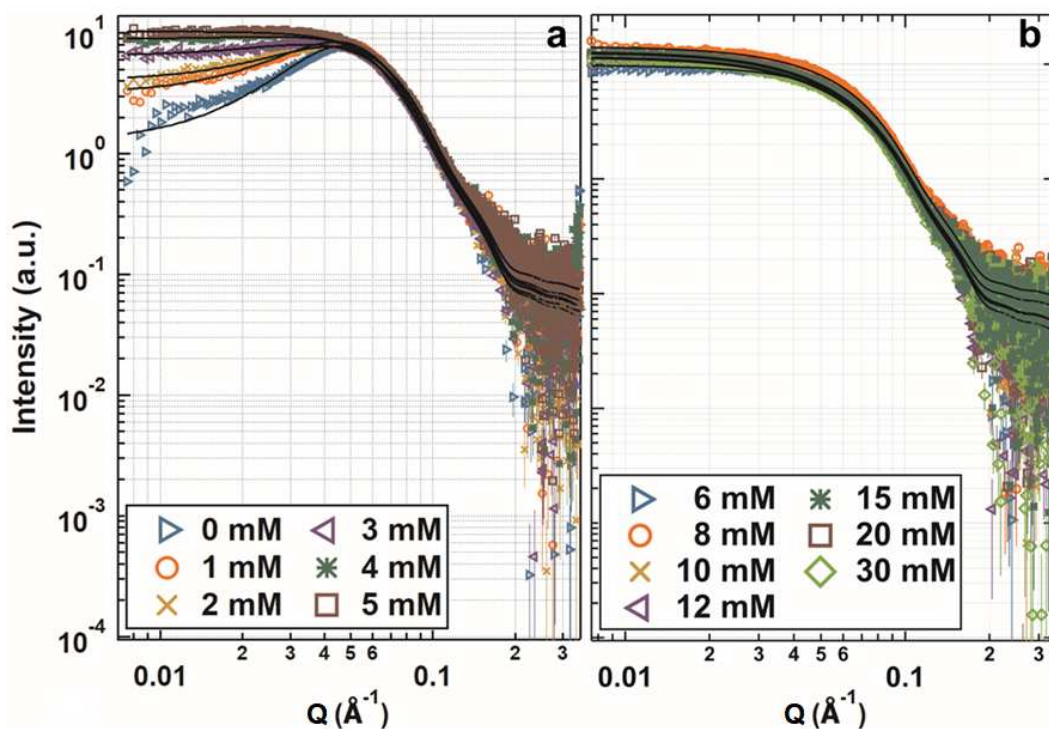 a
b
10^1
10^0
10^-1
10^-2
10^-3
10^-4
Intensity (a.u.)
0 mM 3 mM
1 mM 4 mM
2 mM 5 mM
6 mM 15 mM
8 mM 20 mM
10 mM 30 mM
12 mM
0.01 2 3 4 5 6 0.1 2 3
0.01 2 3 4 5 6 0.1 2 3
Q (Å^-1)
Q (Å^-1)